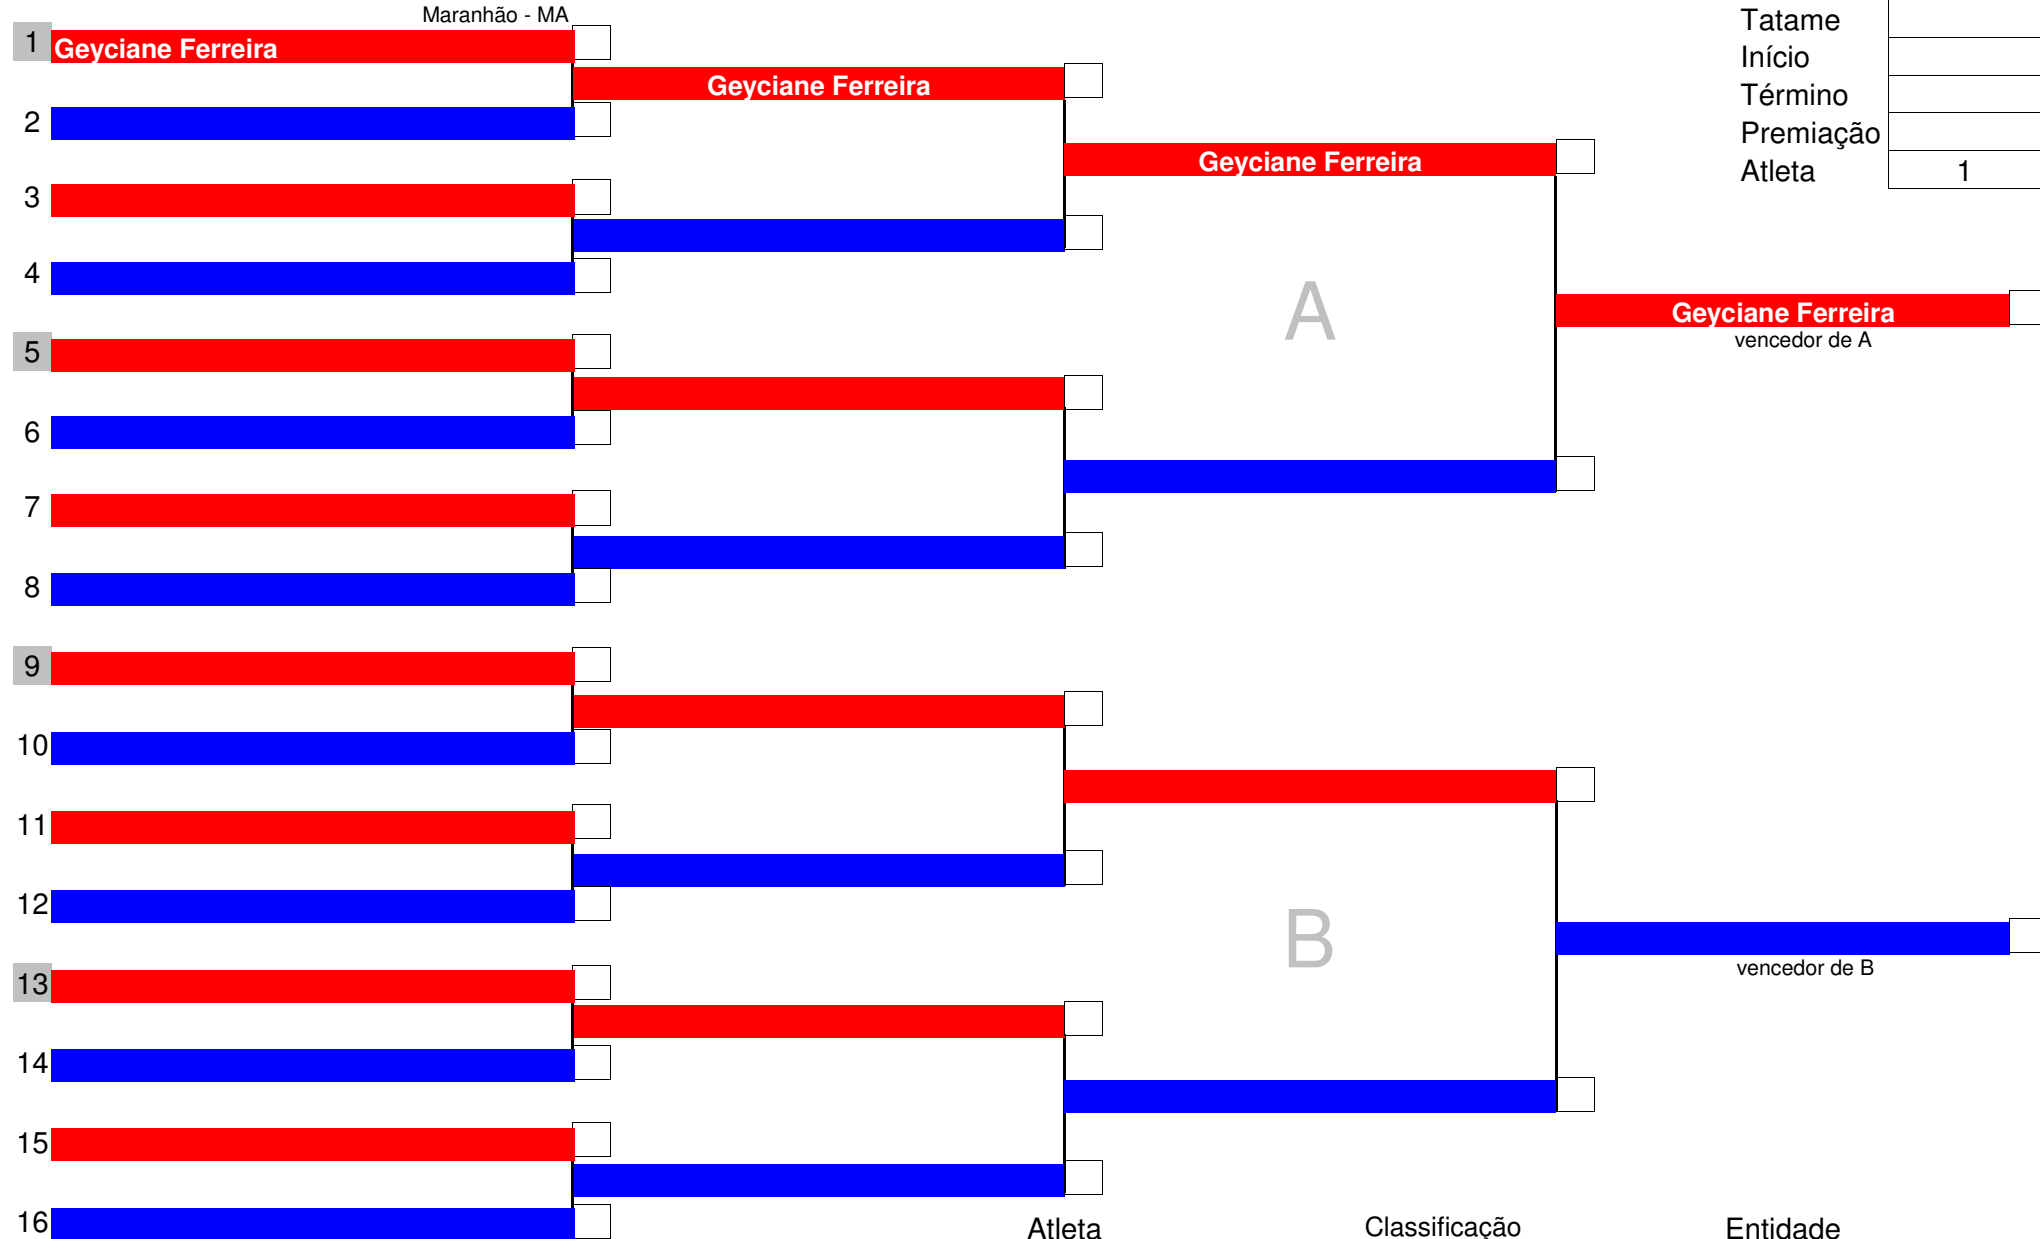 Maranhão - MA
Tatame
Início
Término
Premiação
Atleta 1
1 Geyciane Ferreira
Geyciane Ferreira
2
Geyciane Ferreira
3
4
A
Geyciane Ferreira
vencedor de A
5
6
7
8
9
10
11
12
B
vencedor de B
13
14
15
16
Atleta Classificação Entidade